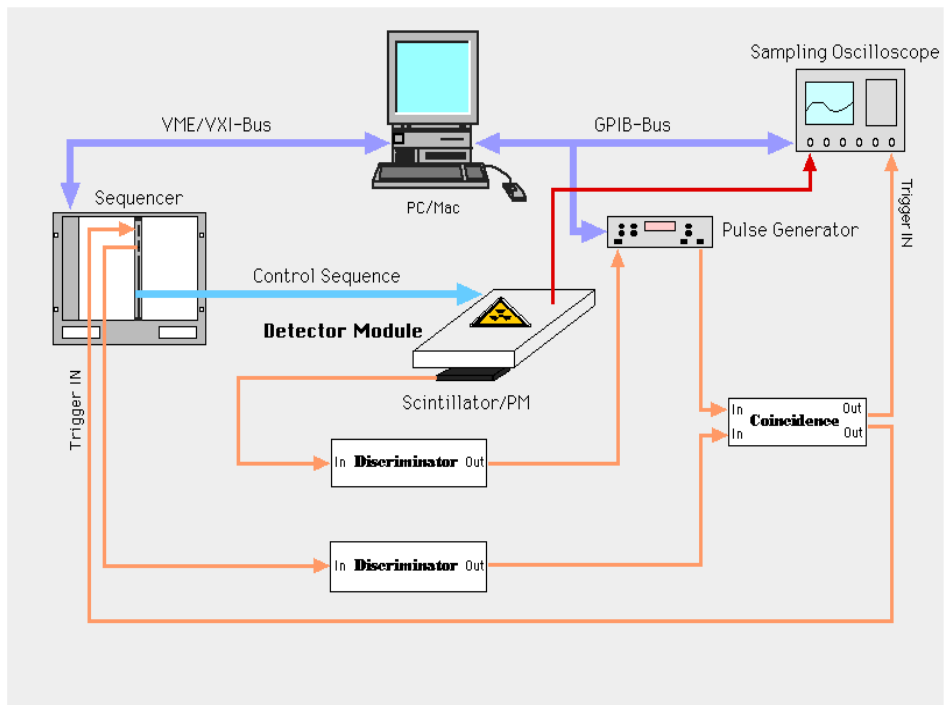 Sampling Oscilloscope
VME/VXI-Bus
GPIB-Bus
PC/Mac
Sequencer
Trigger IN
Pulse Generator
Control Sequence
Detector Module
Scintillator/PM
Trigger IN
In Out
Coincidence
In Out
In Discriminator Out
In Discriminator Out